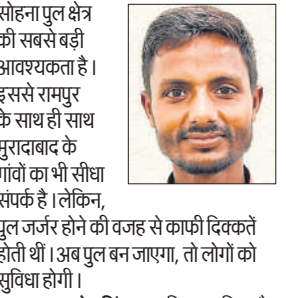 सोहना पुल क्षेत्र
की सबसे बड़ी
आवश्यकता है।
इससे रामपुर
के साथ ही साथ
मुरादाबाद के
गांवों का भी सीधा
संपर्क है। लेकिन,
पुल जर्जर होने की वजह से काफी दिक्कतें
होती थीं। अब पुल बन जाएगा, तो लोगों को
सुविधा होगी।